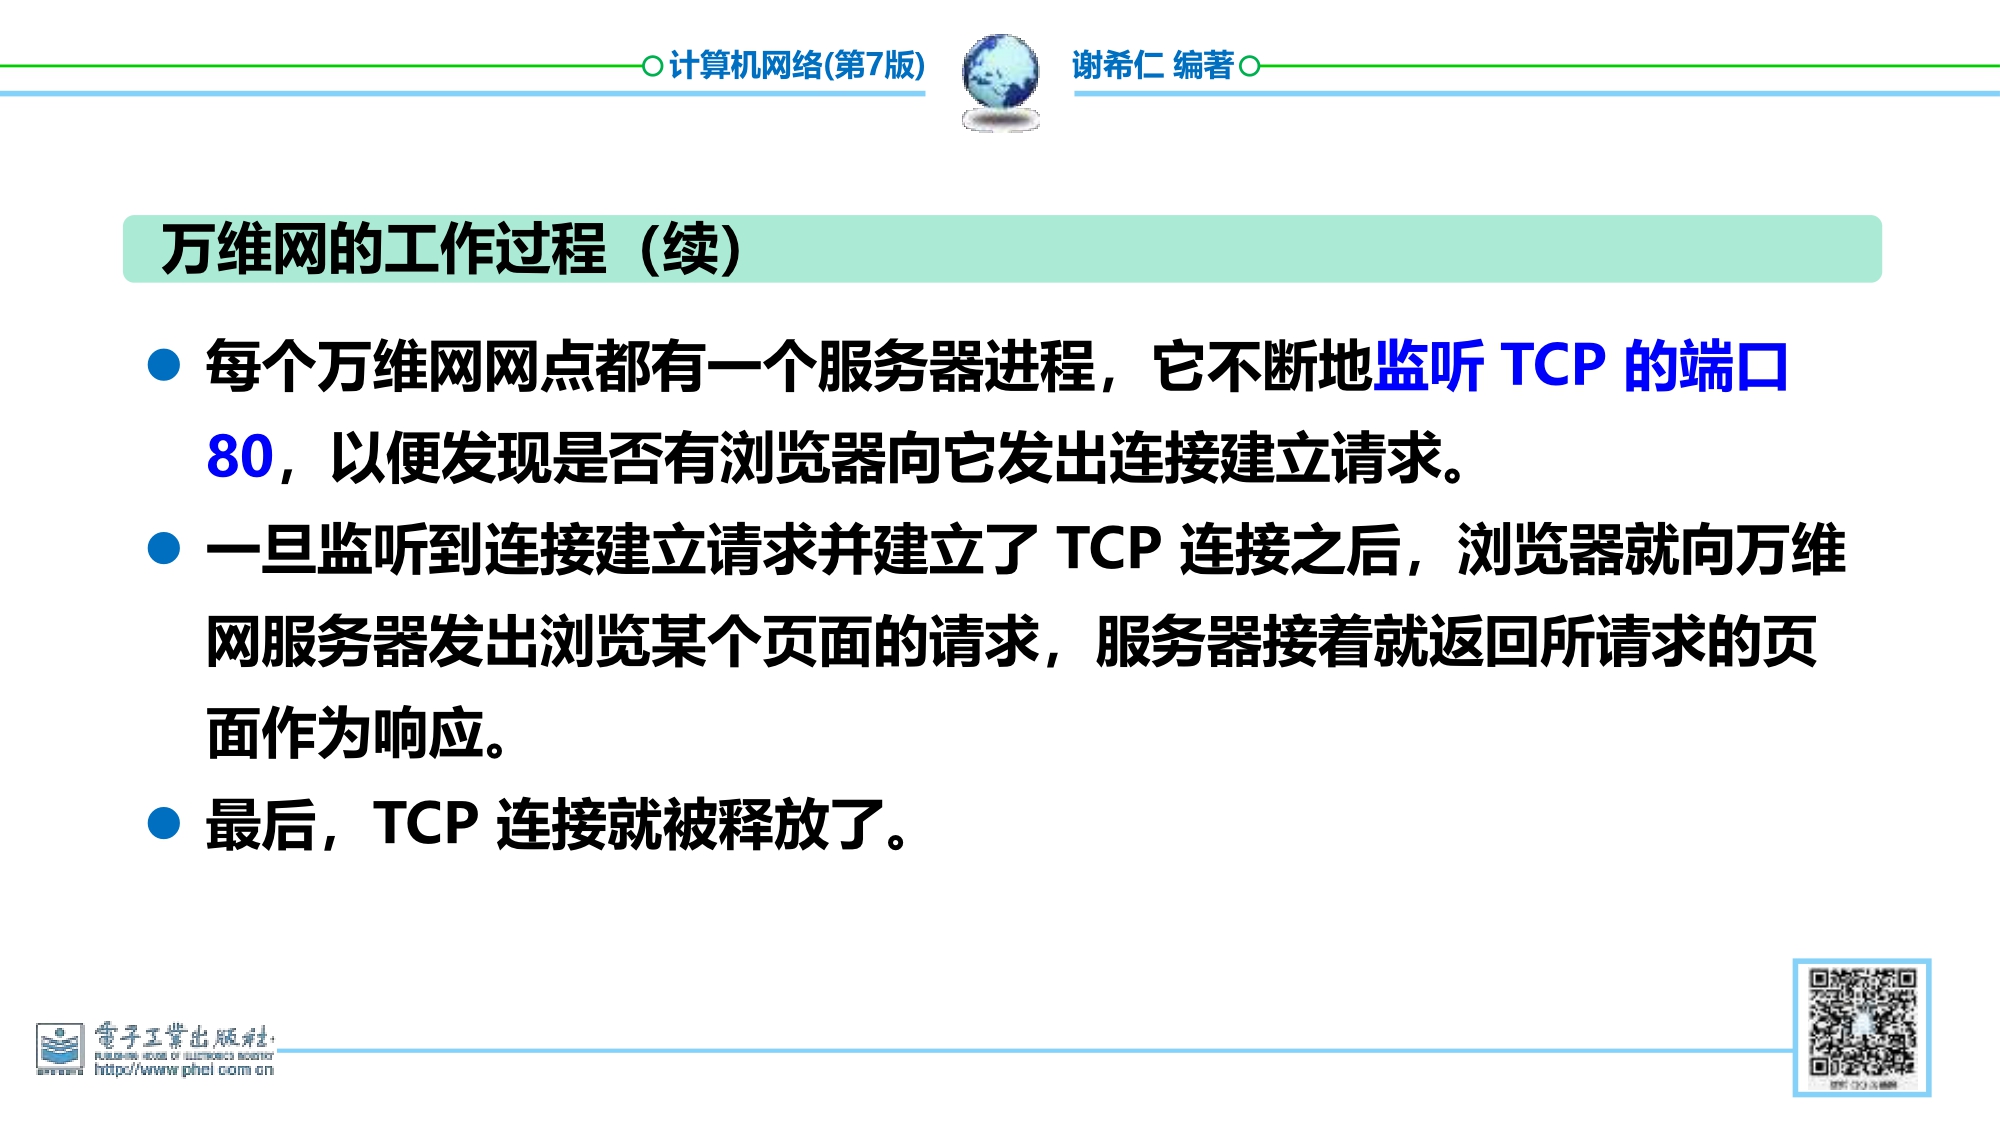 计算机网络(第7版) 谢希仁 编著
万维网的工作过程（续）
每个万维网网点都有一个服务器进程，它不断地监听 TCP 的端口
80，以便发现是否有浏览器向它发出连接建立请求。
一旦监听到连接建立请求并建立了 TCP 连接之后，浏览器就向万维
网服务器发出浏览某个页面的请求，服务器接着就返回所请求的页
面作为响应。
最后，TCP 连接就被释放了。
電子工業出版社
PUBLISHING HOUSE OF ELECTRONICS INDUSTRY
http://www.phei.com.cn